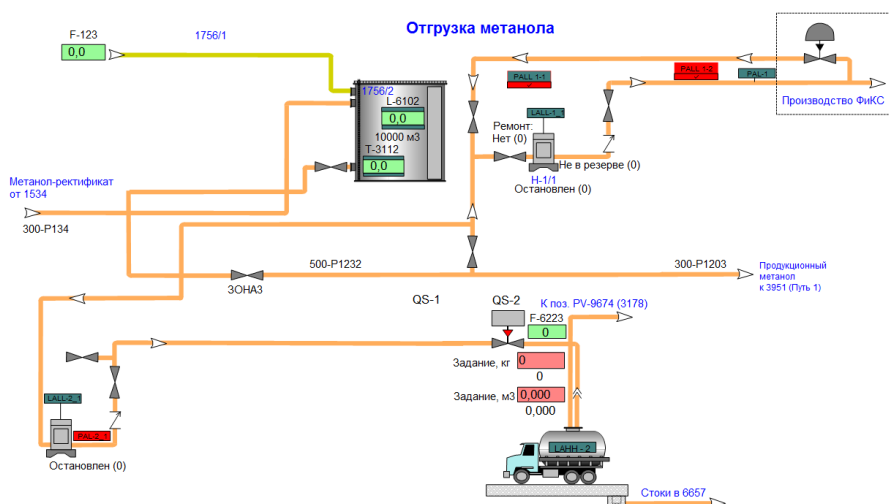 Отгрузка метанола
F-123
0,0
1756/1
1756/2
L-6102
0,0
10000 м3
T-3112
0,0
PALL 1-1
PALL 1-2
PAL-1
Производство ФиКС
LALL-1_1
Ремонт:
Нет (0)
Не в резерве (0)
Н-1/1
Остановлен (0)
Метанол-ректификат
от 1534
300-Р134
500-Р1232
300-Р1203
Продукционный
метанол
к 3951 (Путь 1)
ЗОНА3
QS-1
QS-2
К поз. PV-9674 (3178)
F-6223
0
Задание, кг
0
0
Задание, м3
0,000
0,000
LALL-2_1
PAL-2_1
Остановлен (0)
LAHH - 2
Стоки в 6657